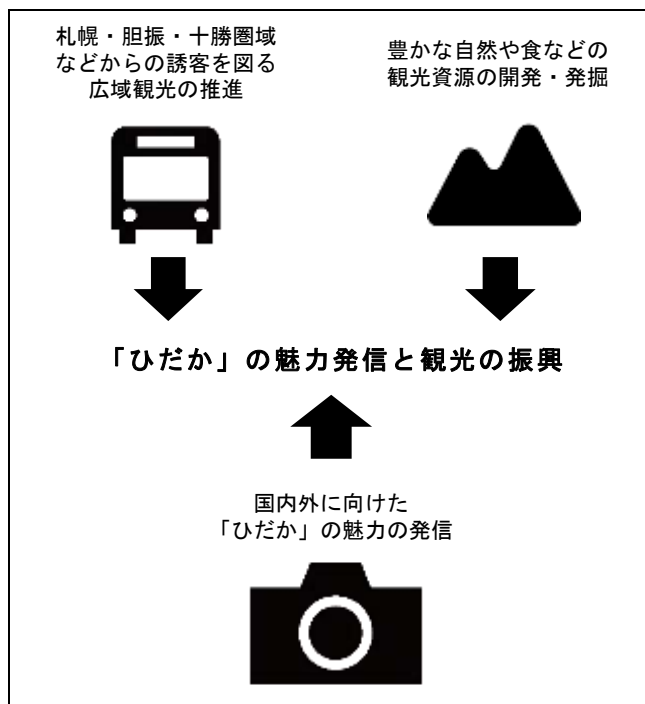 札幌・胆振・十勝圏域
などからの誘客を図る
広域観光の推進
豊かな自然や食などの
観光資源の開発・発掘
「ひだか」の魅力発信と観光の振興
国内外に向けた
「ひだか」の魅力の発信